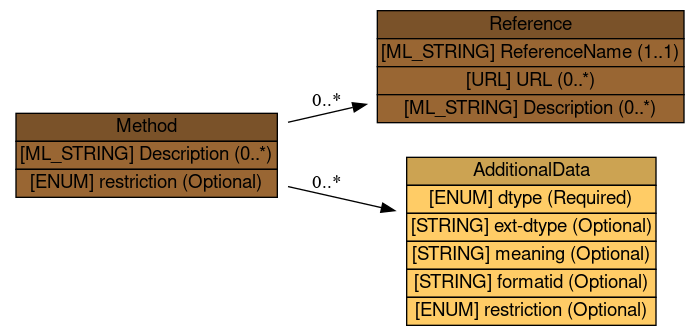 Method
[ML_STRING] Description (0..*)
[ENUM] restriction (Optional)
0..*
Reference
[ML_STRING] ReferenceName (1..1)
[URL] URL (0..*)
[ML_STRING] Description (0..*)
0..*
AdditionalData
[ENUM] dtype (Required)
[STRING] ext-dtype (Optional)
[STRING] meaning (Optional)
[STRING] formatid (Optional)
[ENUM] restriction (Optional)